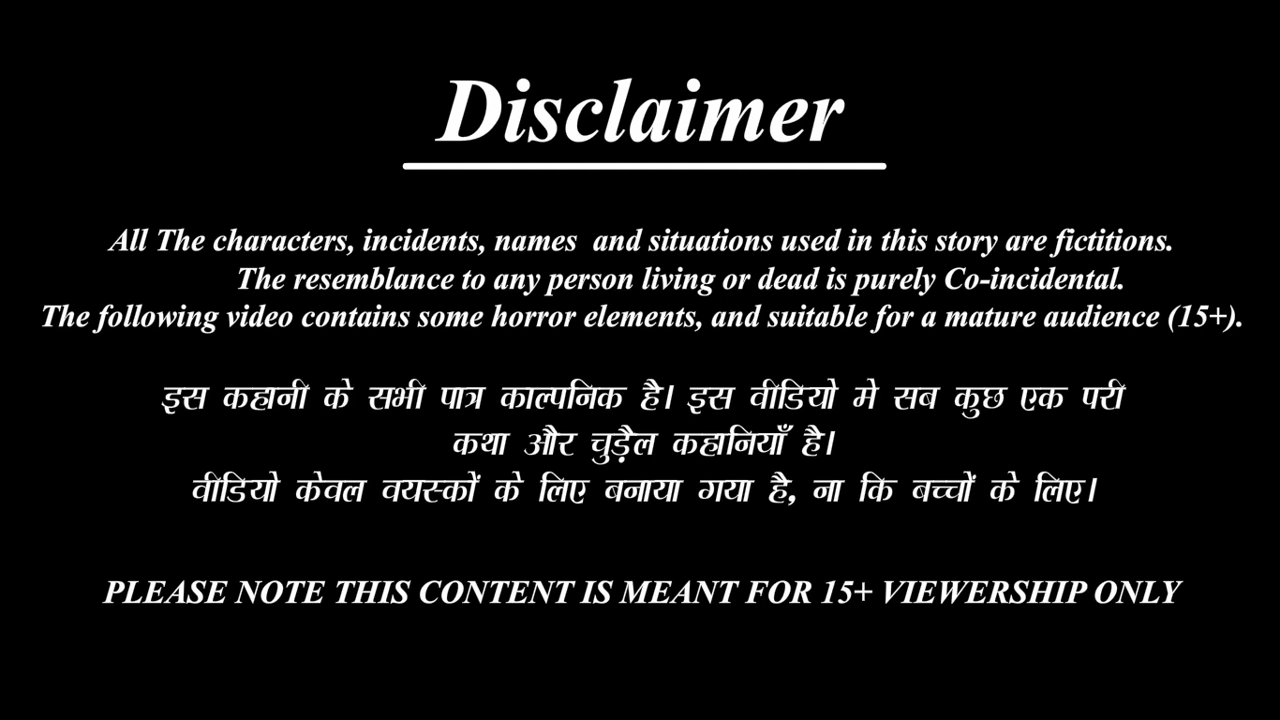 Disclaimer
All The characters, incidents, names and situations used in this story are fictitions.
The resemblance to any person living or dead is purely Co-incidental.
The following video contains some horror elements, and suitable for a mature audience (15+).
इस कहानी के सभी पात्र काल्पनिक है। इस वीडियो मे सब कुछ एक परी
कथा और चुड़ैल कहानियाँ है।
वीडियो केवल वयस्कों के लिए बनाया गया है, ना कि बच्चों के लिए।
PLEASE NOTE THIS CONTENT IS MEANT FOR 15+ VIEWERSHIP ONLY